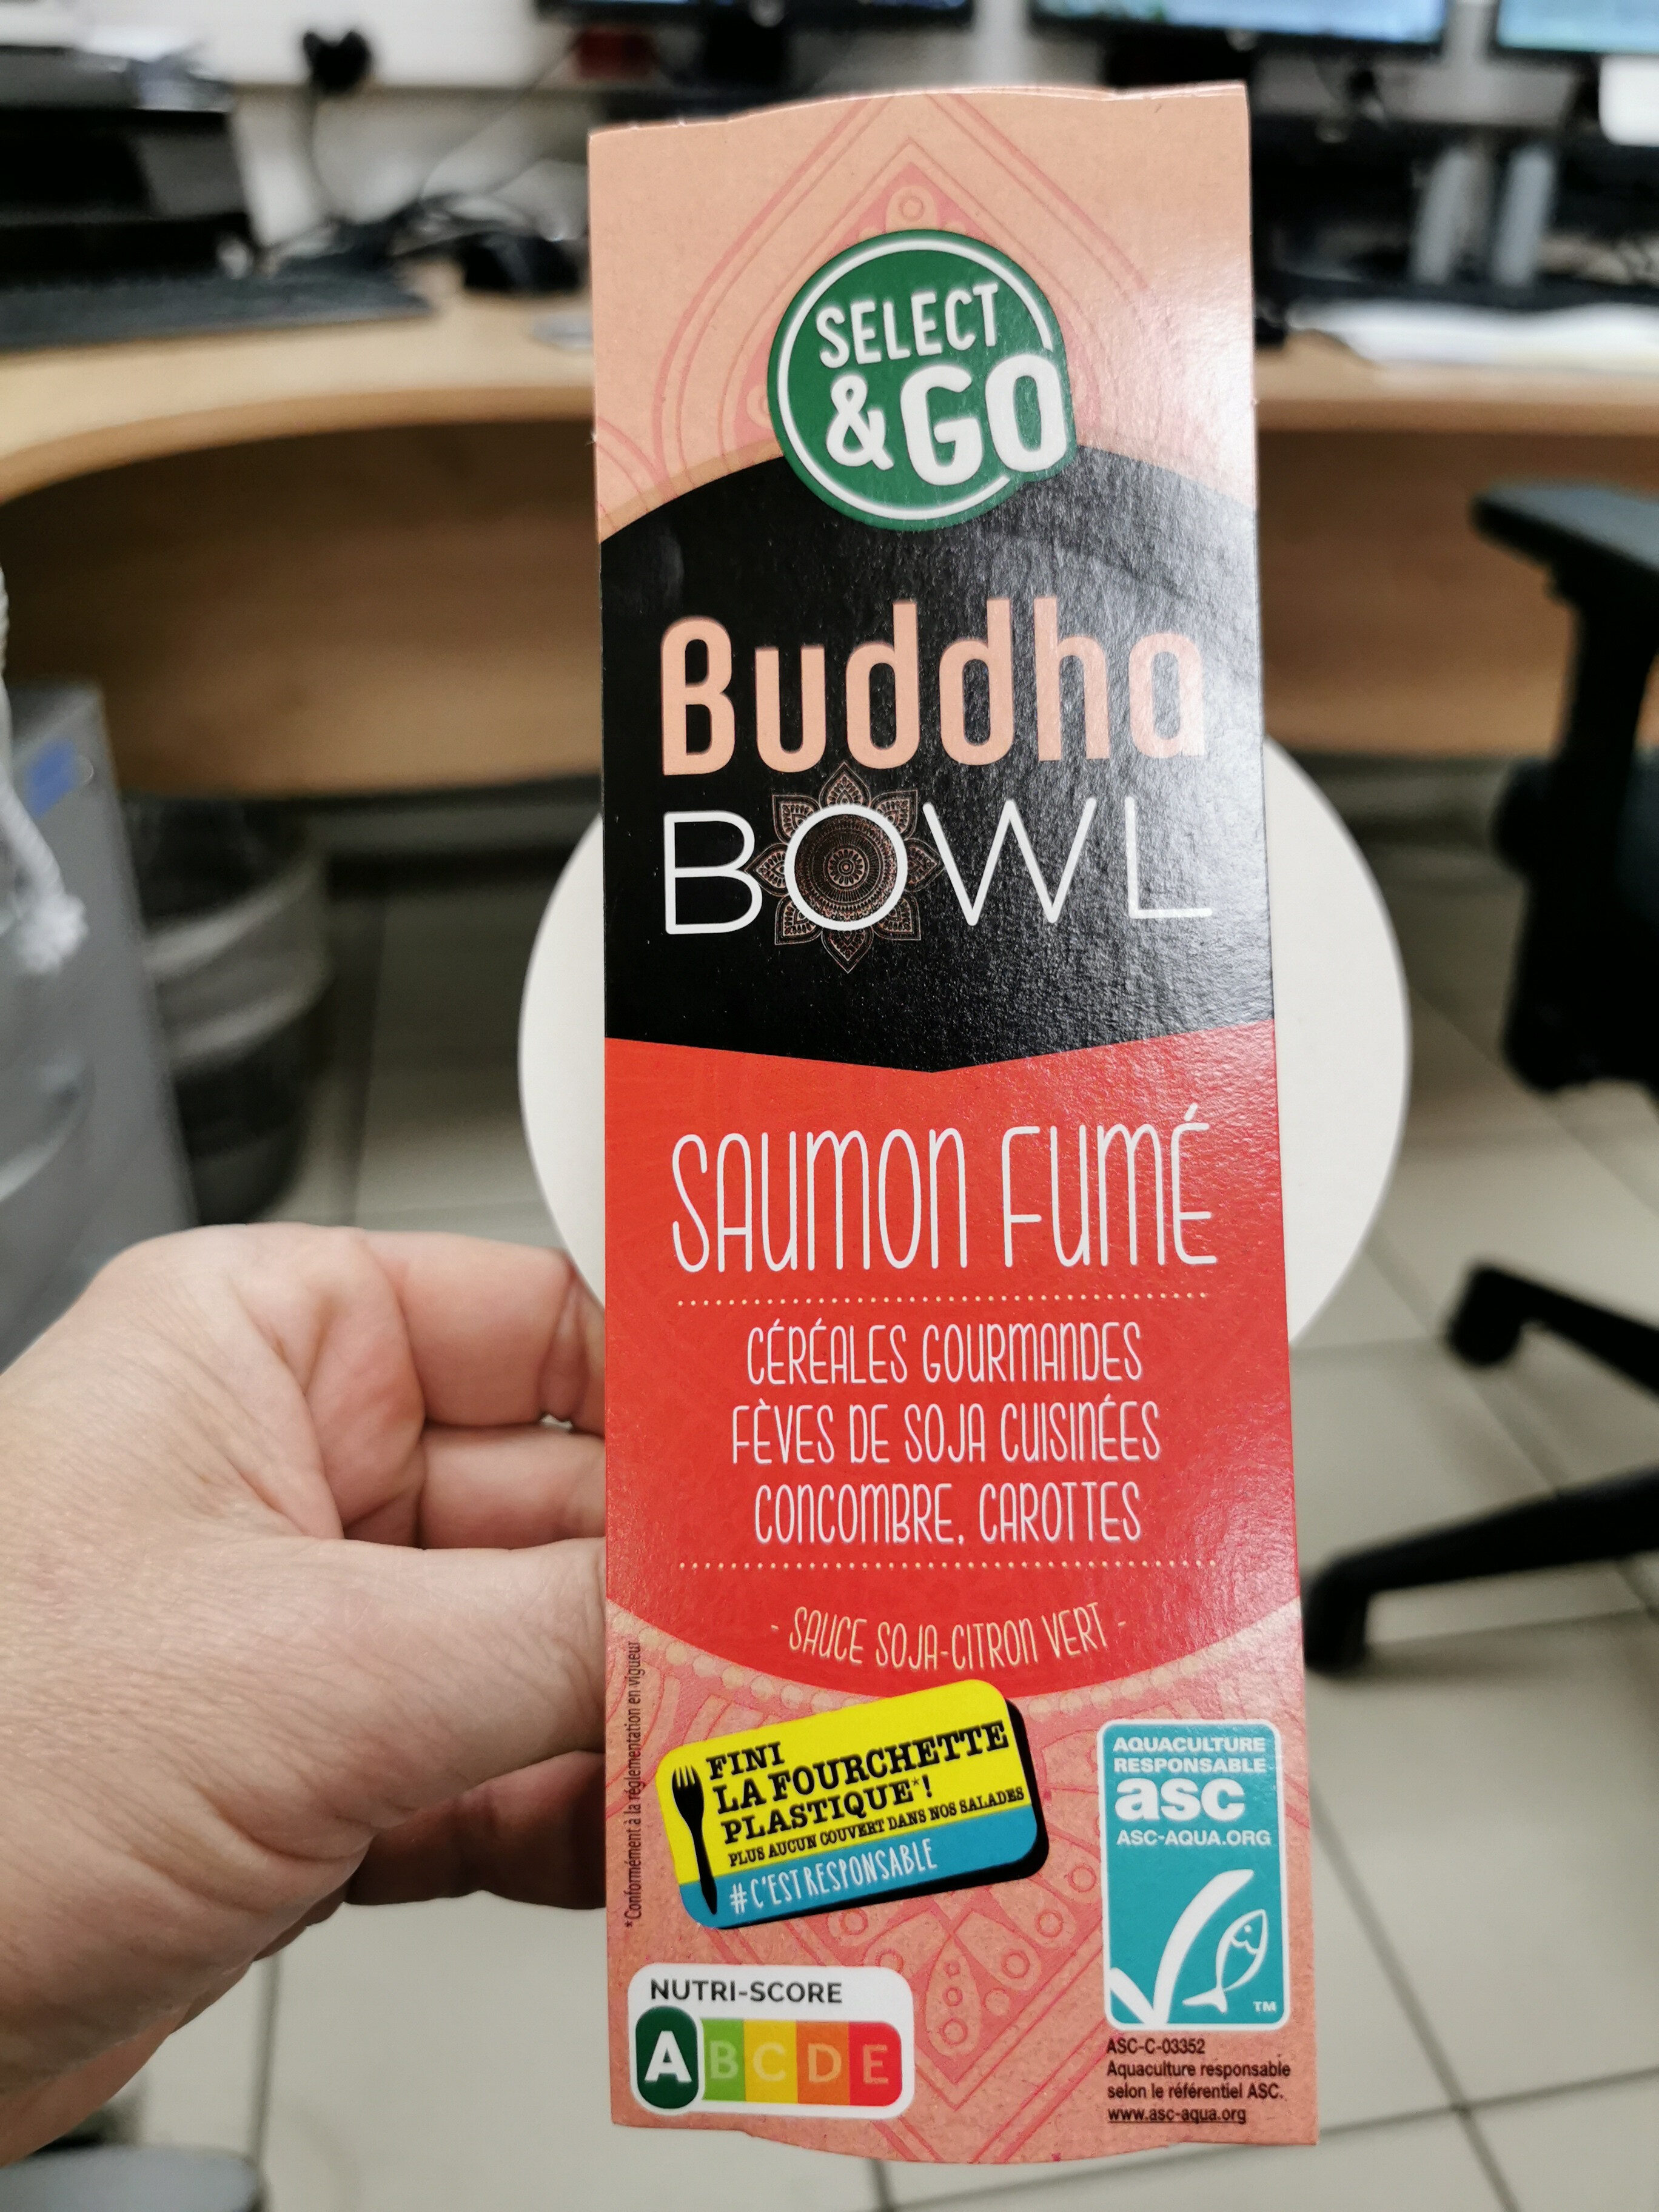 SELECT
& GO
Buddha
BOWL
SAUMON FUMÉ
CÉRÉALES GOURMANDES
FÈVES DE SOJA CUISINÉES
CONCOMBRE, CAROTTES
- SAUCE SOJA-CITRON VERT -
*Conformément à la réglementation en vigueur
FINI
LA FOURCHETTE
PLASTIQUE*!
PLUS AUCUN COUVERT DANS NOS SALADES
#C'EST RESPONSABLE
AQUACULTURE
RESPONSABLE
asc
ASC-AQUA.ORG
TM
ASC-C-03352
Aquaculture responsable
selon le référentiel ASC.
www.asc-aqua.org
NUTRI-SCORE
A B C D E